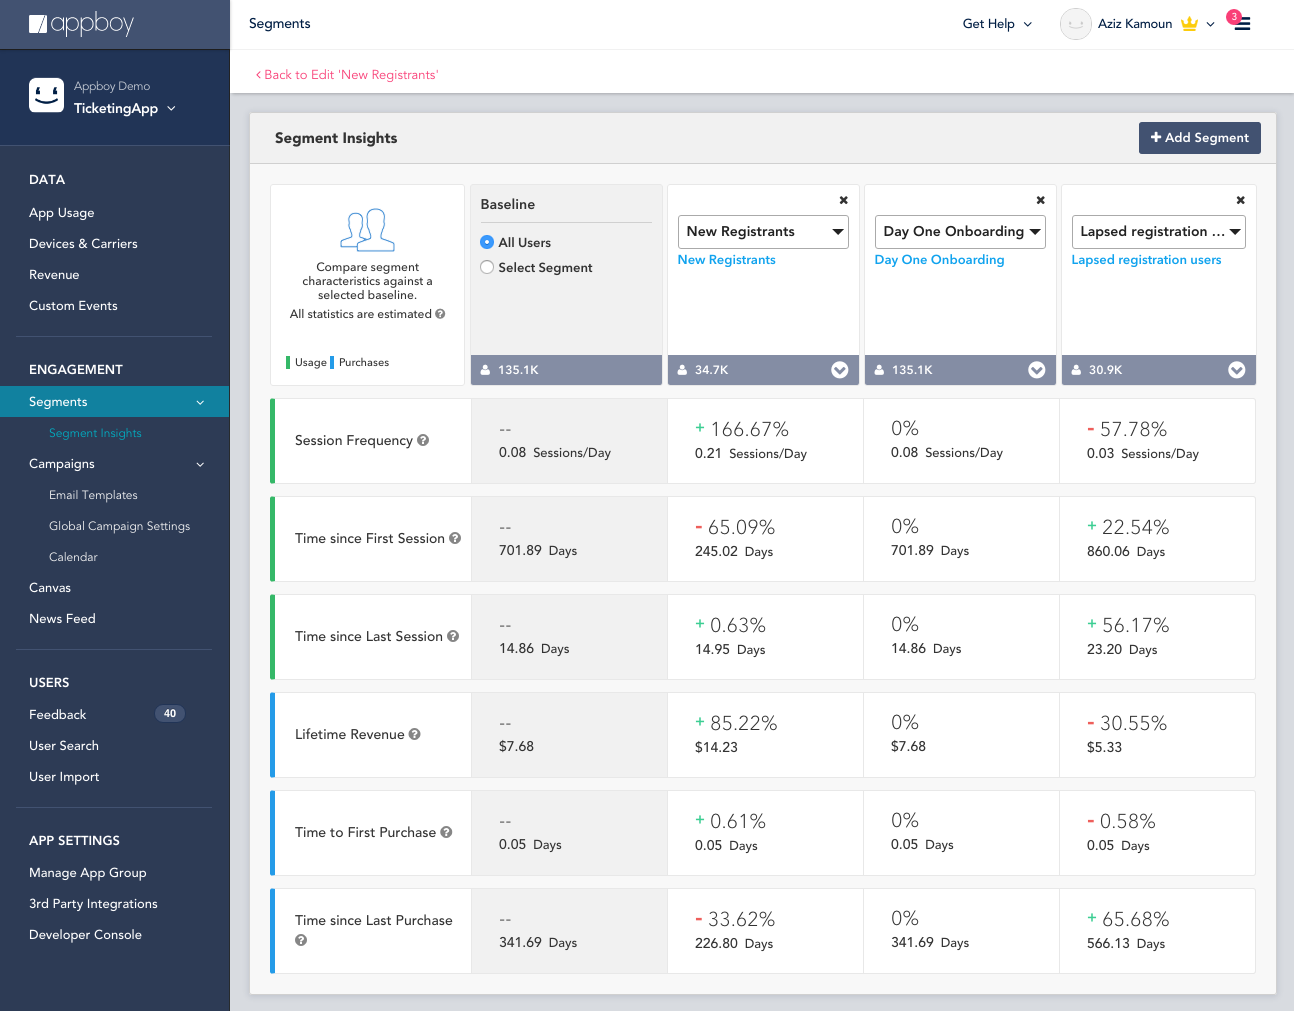 appboy
Segments
Get Help
Aziz Kamoun
3
Appboy Demo
TicketingApp
< Back to Edit 'New Registrants'
DATA
App Usage
Devices & Carriers
Revenue
Custom Events
ENGAGEMENT
Segments
Segment Insights
Campaigns
Email Templates
Global Campaign Settings
Calendar
Canvas
News Feed
USERS
Feedback 40
User Search
User Import
APP SETTINGS
Manage App Group
3rd Party Integrations
Developer Console
Segment Insights
+ Add Segment
Compare segment
characteristics against a
selected baseline.
All statistics are estimated ?
Usage Purchases
Baseline
All Users
Select Segment
135.1K
New Registrants
New Registrants
34.7K
Day One Onboarding
Day One Onboarding
135.1K
Lapsed registration ...
Lapsed registration users
30.9K
Session Frequency ?
-- + 166.67% 0% - 57.78%
0.08 Sessions/Day 0.21 Sessions/Day 0.08 Sessions/Day 0.03 Sessions/Day
Time since First Session ?
-- - 65.09% 0% + 22.54%
701.89 Days 245.02 Days 701.89 Days 860.06 Days
Time since Last Session ?
-- + 0.63% 0% + 56.17%
14.86 Days 14.95 Days 14.86 Days 23.20 Days
Lifetime Revenue ?
-- + 85.22% 0% - 30.55%
$7.68 $14.23 $7.68 $5.33
Time to First Purchase ?
-- + 0.61% 0% - 0.58%
0.05 Days 0.05 Days 0.05 Days 0.05 Days
Time since Last Purchase
?
-- - 33.62% 0% + 65.68%
341.69 Days 226.80 Days 341.69 Days 566.13 Days